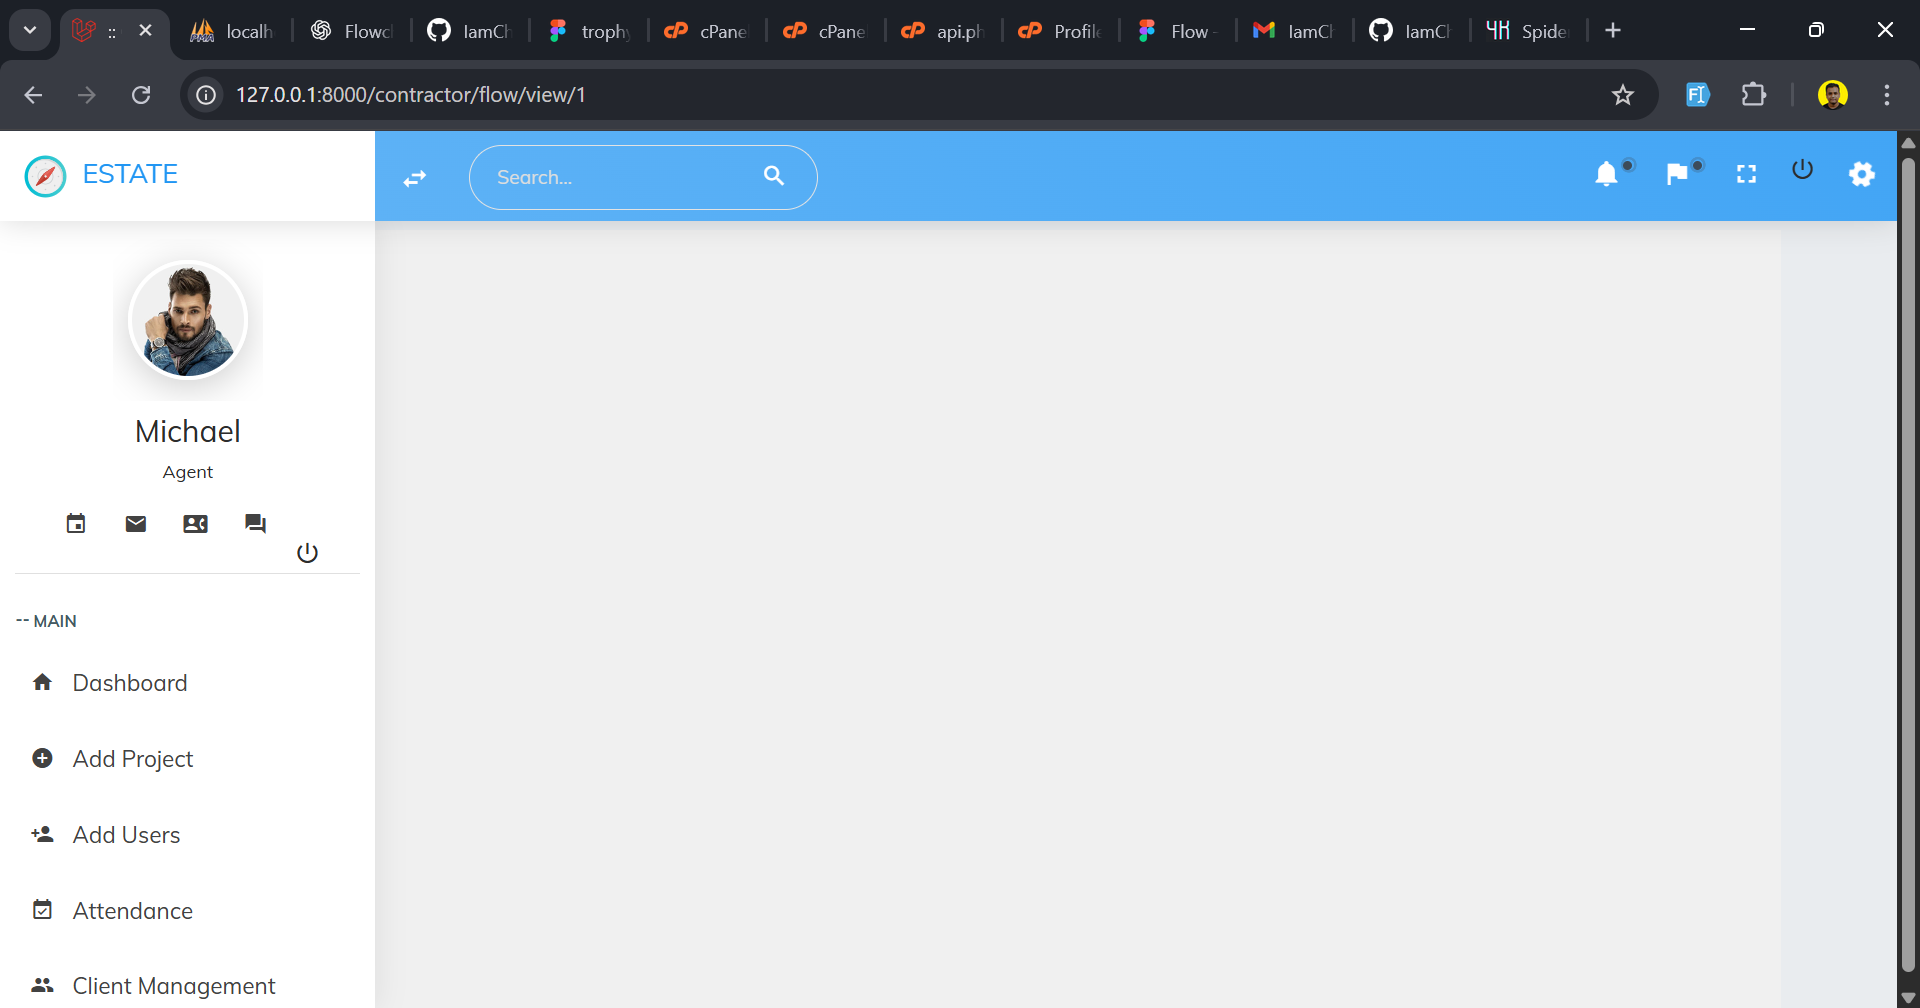 ::
localh
Flowcl
IamCh
trophy
cPane
cPane
api.ph
Profile
Flow -
IamCh
IamCh
Spide
127.0.0.1:8000/contractor/flow/view/1
ESTATE
Search...
Michael
Agent
-- MAIN
Dashboard
Add Project
Add Users
Attendance
Client Management